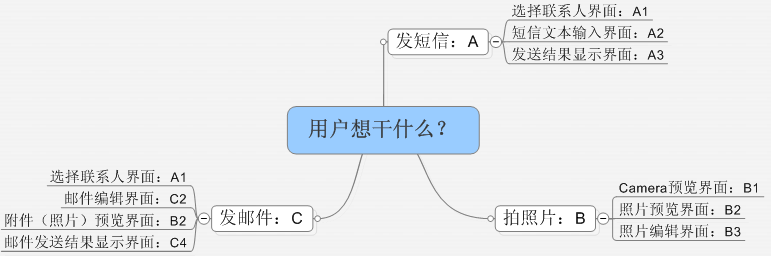 选择联系人界面：A1
发短信：A
短信文本输入界面：A2
发送结果显示界面：A3
用户想干什么？
选择联系人界面：A1
邮件编辑界面：C2
附件（照片）预览界面：B2
邮件发送结果显示界面：C4
发邮件：C
拍照片：B
Camera预览界面：B1
照片预览界面：B2
照片编辑界面：B3